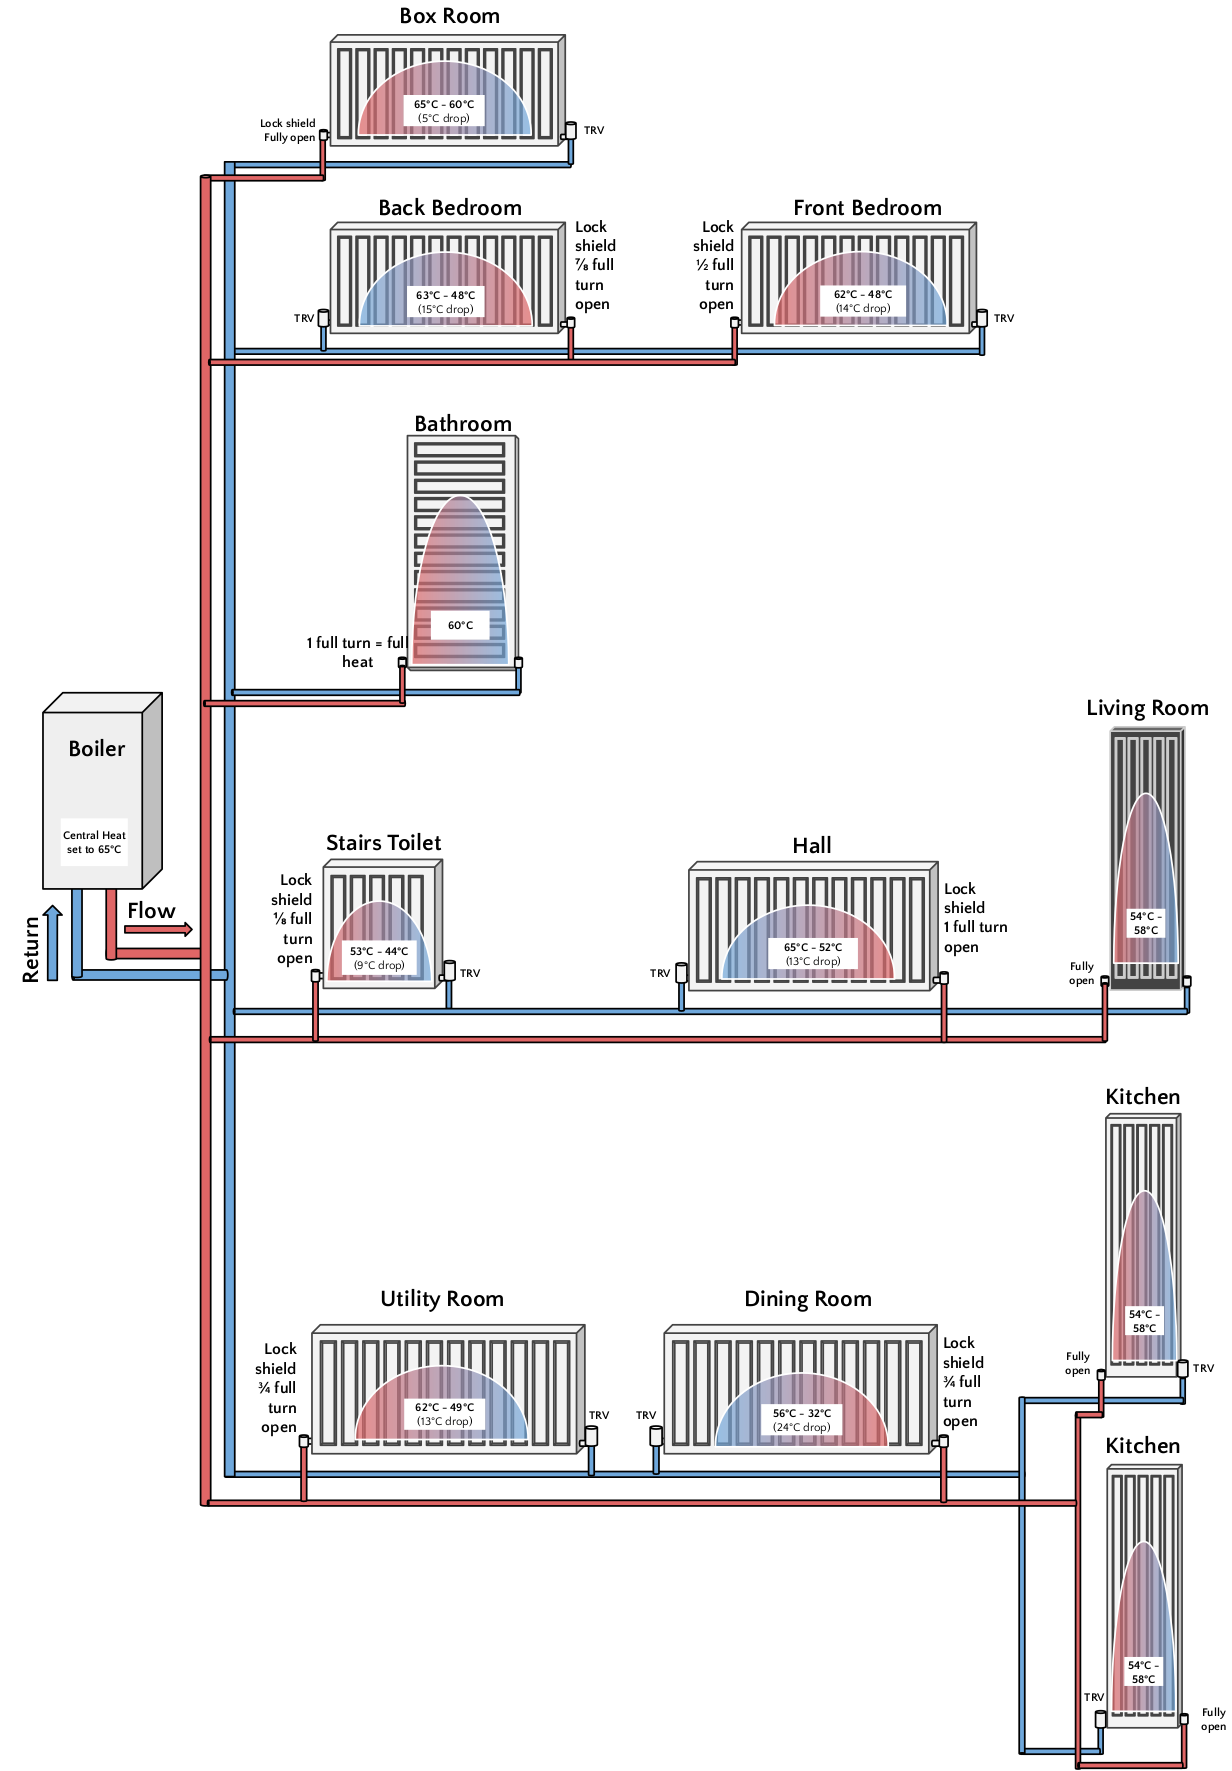 Box Room
65°C – 60°C
(5°C drop)
Lock shield
Fully open
TRV
Back Bedroom
Lock
shield
⅞ full
turn
open
63°C – 48°C
(15°C drop)
TRV
Front Bedroom
Lock
shield
½ full
turn
open
62°C – 48°C
(14°C drop)
TRV
Bathroom
60°C
1 full turn = full
heat
Boiler
Central Heat
set to 65°C
Return
Flow
Stairs Toilet
Lock
shield
⅛ full
turn
open
53°C – 44°C
(9°C drop)
TRV
Hall
Lock
shield
1 full turn
open
65°C – 52°C
(13°C drop)
TRV
Living Room
54°C –
58°C
Fully
open
Kitchen
54°C –
58°C
Fully
open
TRV
Utility Room
Lock
shield
¾ full
turn
open
62°C – 49°C
(13°C drop)
TRV
Dining Room
Lock
shield
¾ full
turn
open
56°C – 32°C
(24°C drop)
TRV
Kitchen
54°C –
58°C
TRV
Fully
open